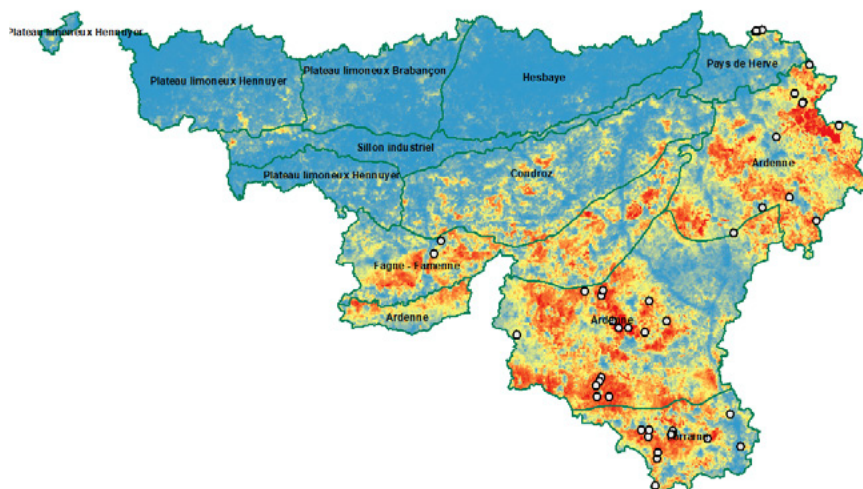 Plateau limoneux Hennuyer
Plateau limoneux Hennuyer
Plateau limoneux Brabançon
Hesbaye
Pays de Herve
Sillon industriel
Plateau limoneux Hennuyer
Condroz
Ardenne
Fagne - Famenne
Ardenne
Ardenne
Lorraine